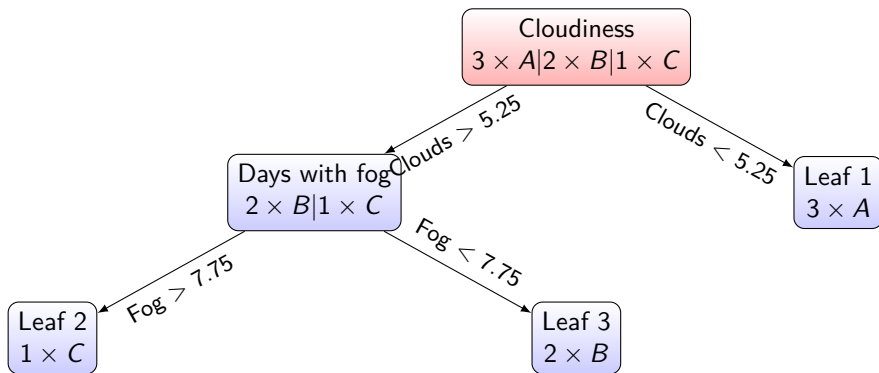 Cloudiness
3 × A|2 × B|1 × C
Clouds > 5.25
Clouds < 5.25
Days with fog
2 × B|1 × C
Leaf 1
3 × A
Fog > 7.75
Fog < 7.75
Leaf 2
1 × C
Leaf 3
2 × B